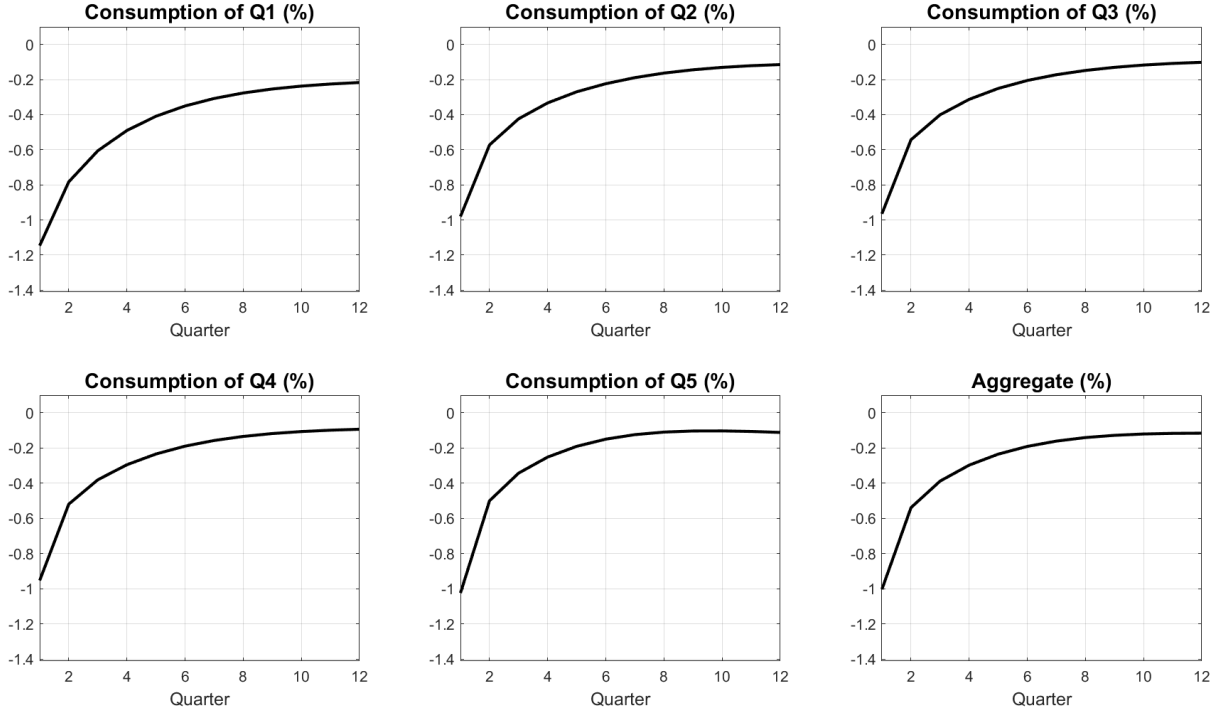 Consumption of Q1 (%)
0
-0.2
-0.4
-0.6
-0.8
-1
-1.2
-1.4
2 4 6 8 10 12
Quarter
Consumption of Q2 (%)
0
-0.2
-0.4
-0.6
-0.8
-1
-1.2
-1.4
2 4 6 8 10 12
Quarter
Consumption of Q3 (%)
0
-0.2
-0.4
-0.6
-0.8
-1
-1.2
-1.4
2 4 6 8 10 12
Quarter
Consumption of Q4 (%)
0
-0.2
-0.4
-0.6
-0.8
-1
-1.2
-1.4
2 4 6 8 10 12
Quarter
Consumption of Q5 (%)
0
-0.2
-0.4
-0.6
-0.8
-1
-1.2
-1.4
2 4 6 8 10 12
Quarter
Aggregate (%)
0
-0.2
-0.4
-0.6
-0.8
-1
-1.2
-1.4
2 4 6 8 10 12
Quarter